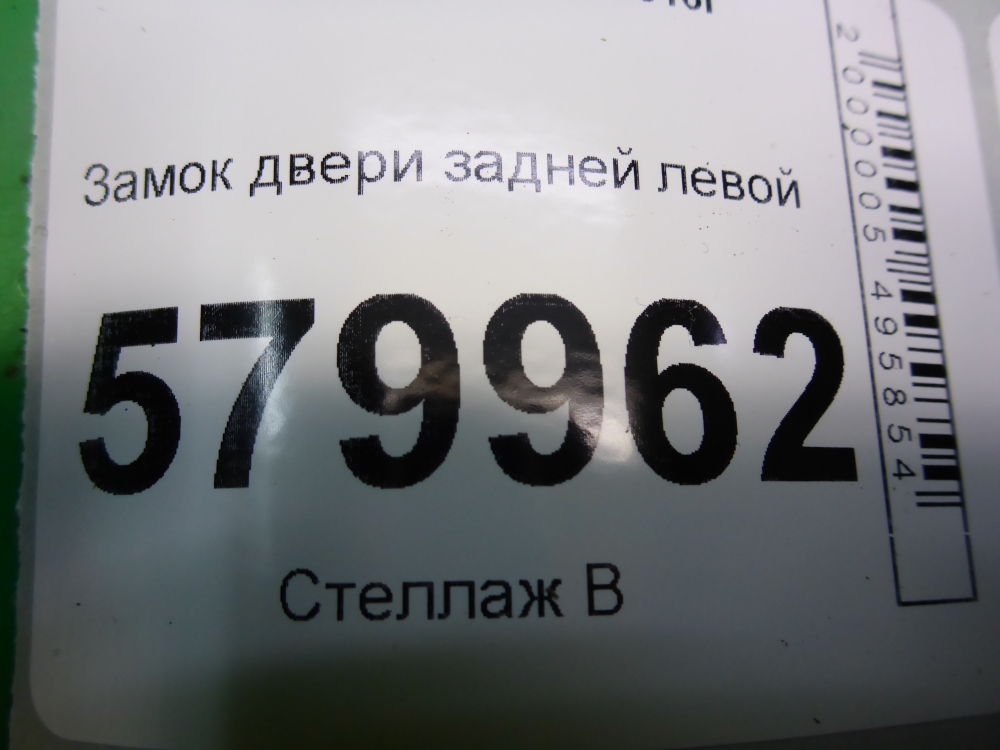 Замок двери задней левой
579962
Стеллаж В
2000005495854